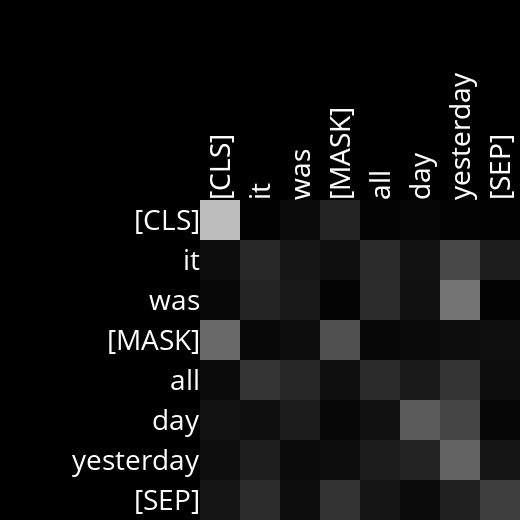 [CLS]
it
was
[MASK]
all
day
yesterday
[SEP]
[CLS]
it
was
[MASK]
all
day
yesterday
[SEP]